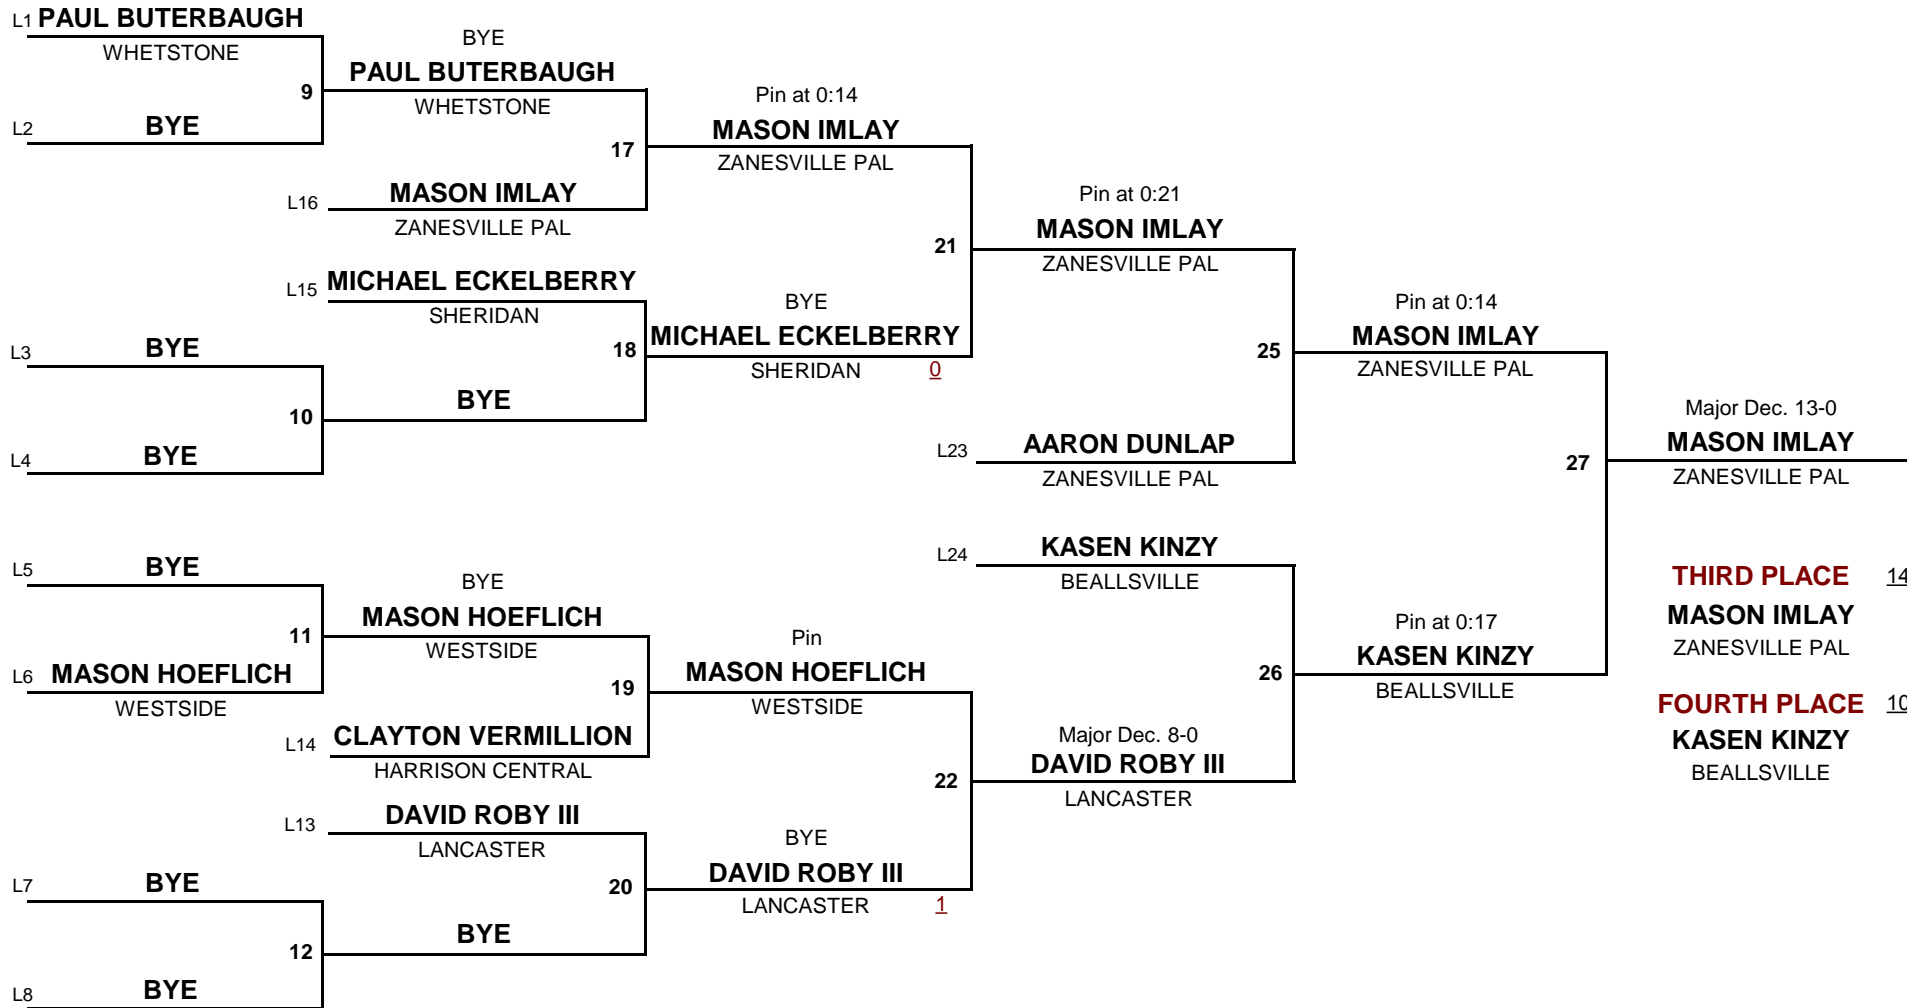 L1 PAUL BUTERBAUGH
WHETSTONE
9
L2 BYE
BYE
PAUL BUTERBAUGH
WHETSTONE
17
L16 MASON IMLAY
ZANESVILLE PAL
Pin at 0:14
MASON IMLAY
ZANESVILLE PAL
21
L15 MICHAEL ECKELBERRY
SHERIDAN
18
BYE
MICHAEL ECKELBERRY
SHERIDAN 0
L3 BYE
10
BYE
L4 BYE
Pin at 0:21
MASON IMLAY
ZANESVILLE PAL
25
L23 AARON DUNLAP
ZANESVILLE PAL
Pin at 0:14
MASON IMLAY
ZANESVILLE PAL
27
Major Dec. 13-0
MASON IMLAY
ZANESVILLE PAL
L5 BYE
11
L6 MASON HOEFLICH
WESTSIDE
BYE
MASON HOEFLICH
WESTSIDE
19
L14 CLAYTON VERMILLION
HARRISON CENTRAL
Pin
MASON HOEFLICH
WESTSIDE
22
L13 DAVID ROBY III
LANCASTER
20
BYE
DAVID ROBY III
LANCASTER 1
L7 BYE
12
BYE
L8 BYE
L24 KASEN KINZY
BEALLSVILLE
26
Major Dec. 8-0
DAVID ROBY III
LANCASTER
Pin at 0:17
KASEN KINZY
BEALLSVILLE
THIRD PLACE 14
MASON IMLAY
ZANESVILLE PAL
FOURTH PLACE 10
KASEN KINZY
BEALLSVILLE